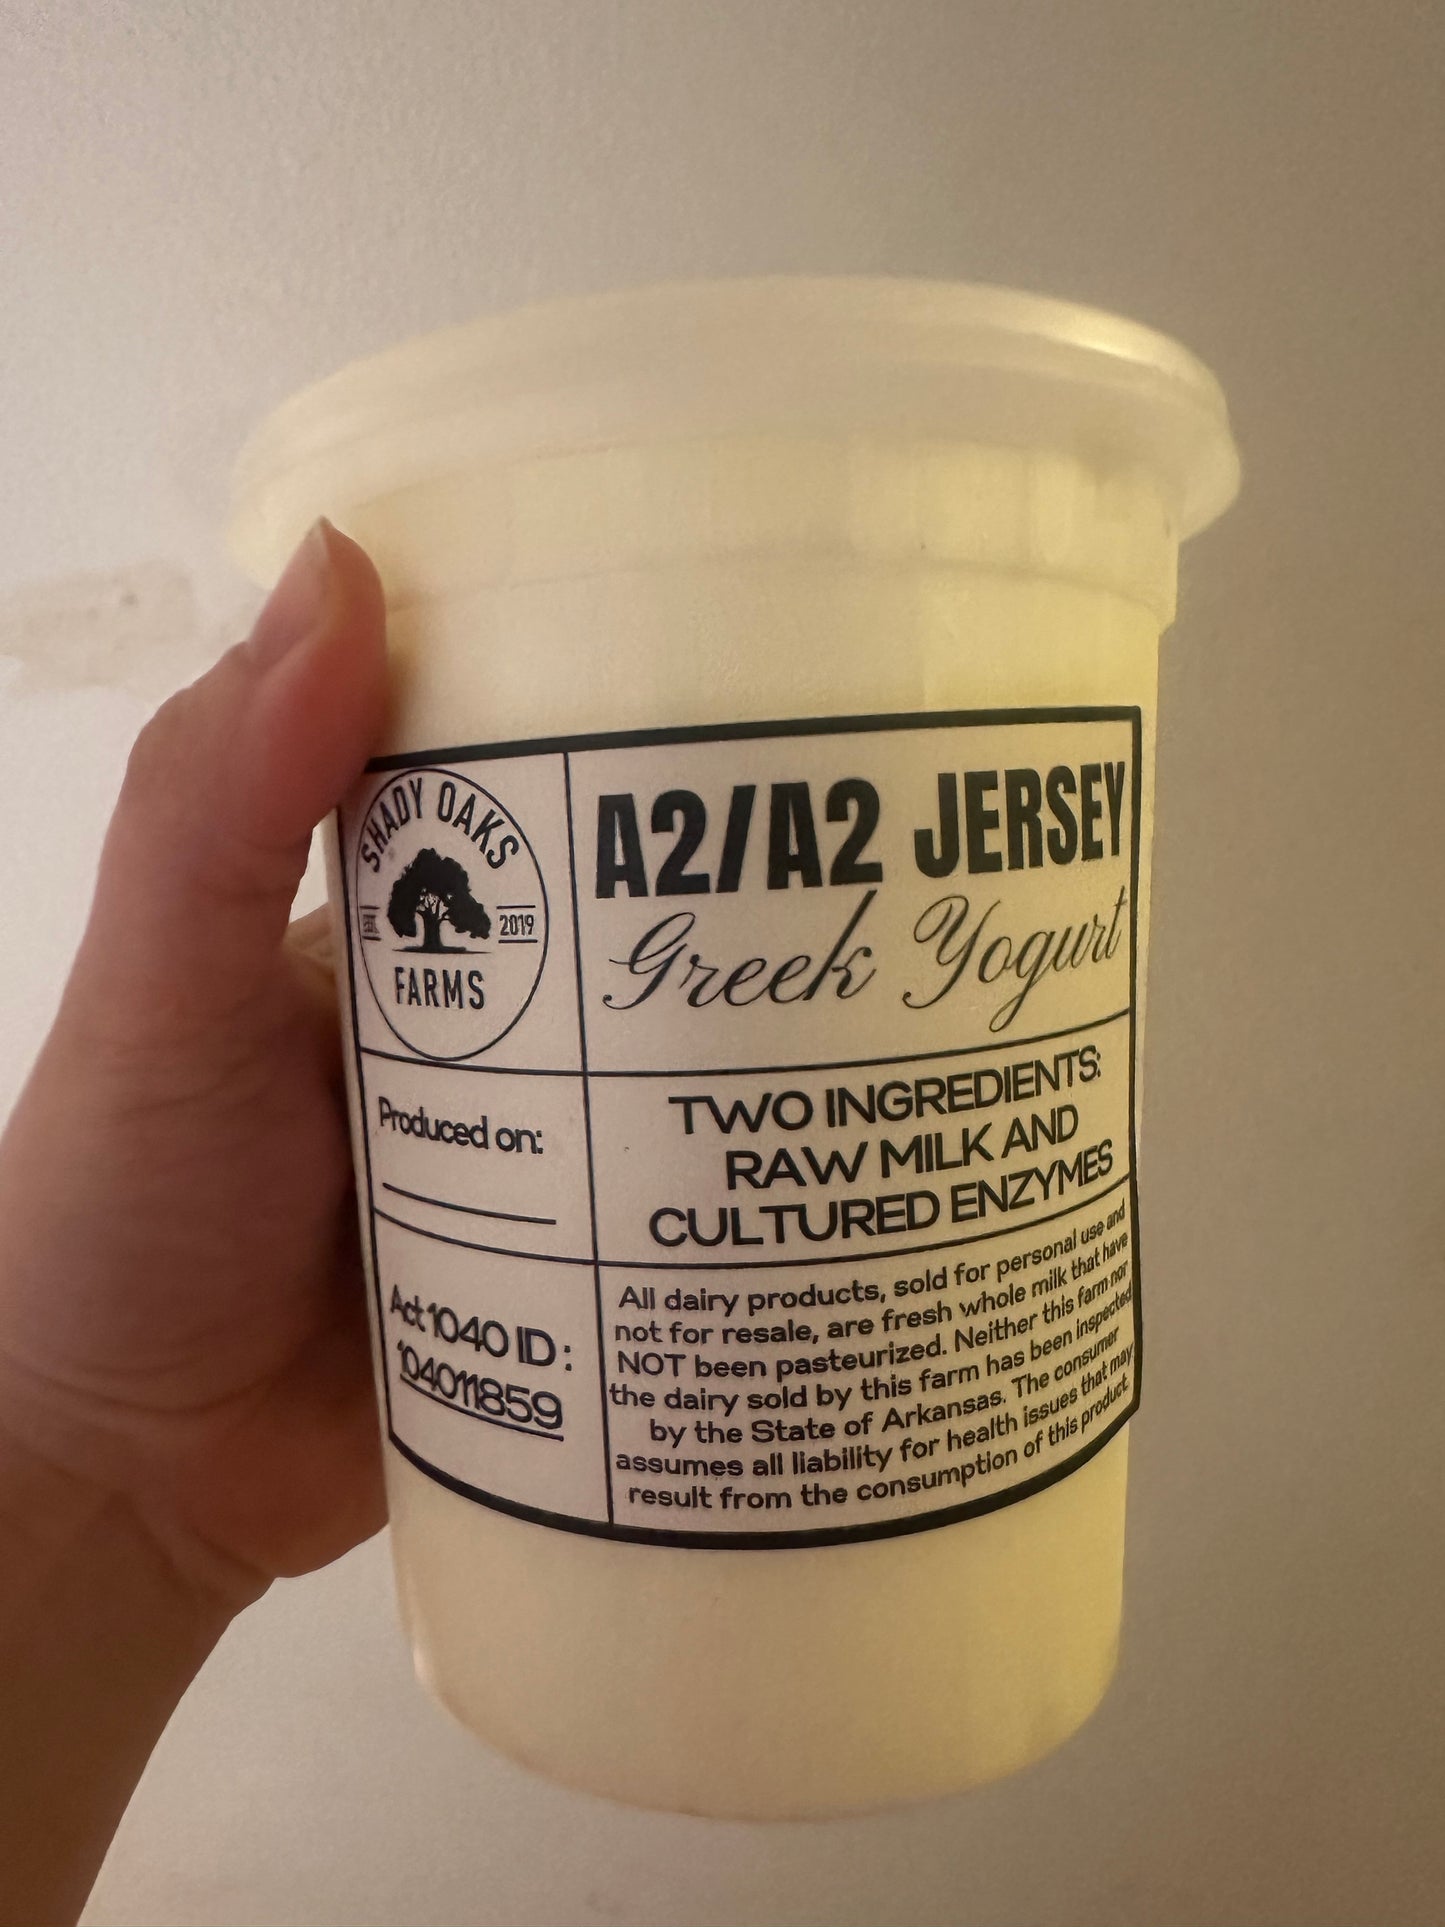 SHADY OAKS
2019
FARMS
A2/A2 JERSEY
Greek Yogurt
Produced on:
TWO INGREDIENTS:
RAW MILK AND
CULTURED ENZYMES
Act 1040 ID :
104011859
All dairy products, sold for personal use and
not for resale, are fresh whole milk that have
NOT been pasteurized. Neither this farm nor
the dairy sold by this farm has been inspected
by the State of Arkansas. The consumer
assumes all liability for health issues that may
result from the consumption of this product.